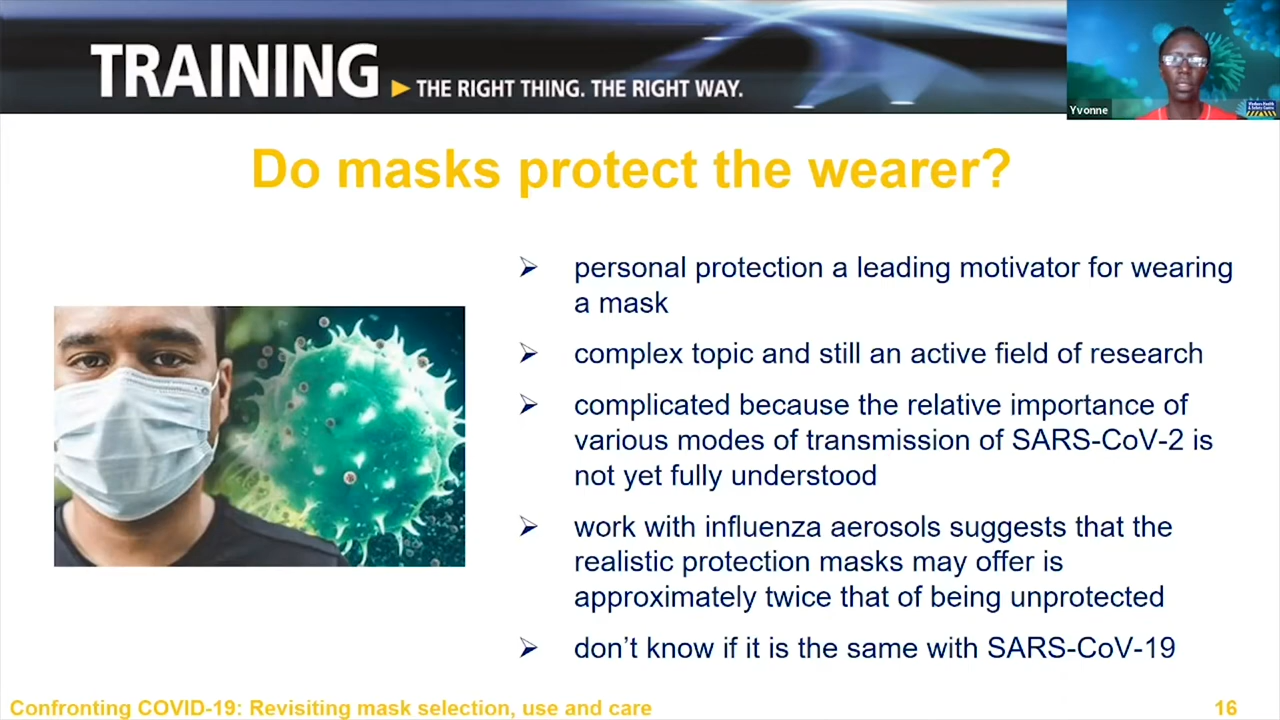 TRAINING
THE RIGHT THING. THE RIGHT WAY.
Yvonne
Workers Health
& Safety Centre
Do masks protect the wearer?
personal protection a leading motivator for wearing
a mask
complex topic and still an active field of research
complicated because the relative importance of
various modes of transmission of SARS-CoV-2 is
not yet fully understood
work with influenza aerosols suggests that the
realistic protection masks may offer is
approximately twice that of being unprotected
don’t know if it is the same with SARS-CoV-19
Confronting COVID-19: Revisiting mask selection, use and care
16